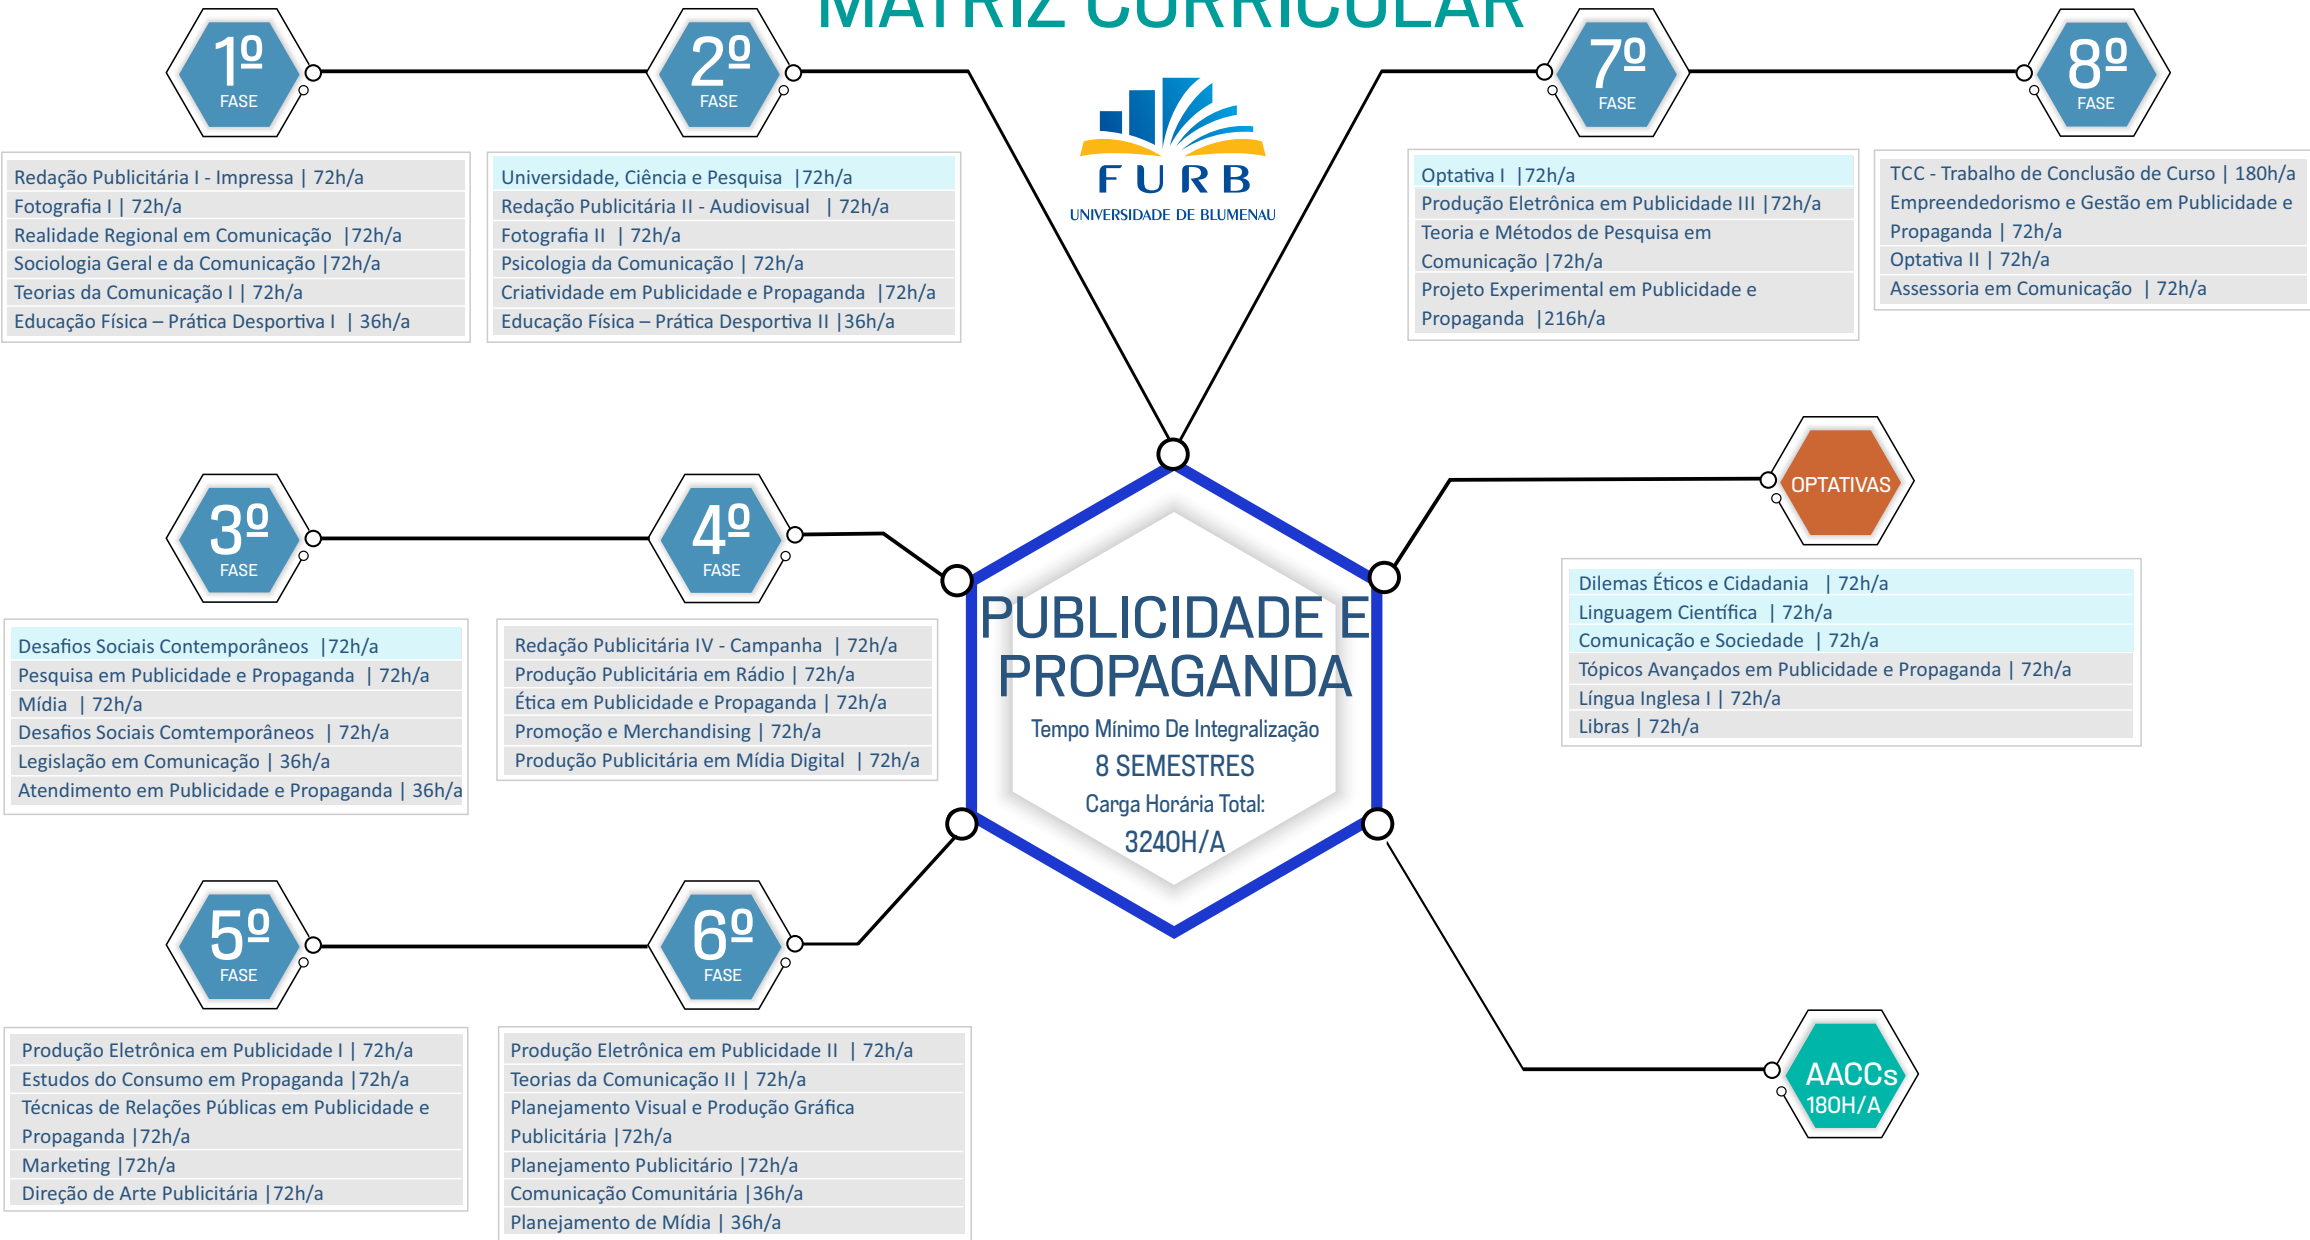 MATRIZ CURRICULAR
1º
FASE
Redação Publicitária I - Impressa | 72h/a
Fotografia I | 72h/a
Realidade Regional em Comunicação |72h/a
Sociologia Geral e da Comunicação |72h/a
Teorias da Comunicação I | 72h/a
Educação Física – Prática Desportiva I | 36h/a
2º
FASE
Universidade, Ciência e Pesquisa |72h/a
Redação Publicitária II - Audiovisual | 72h/a
Fotografia II | 72h/a
Psicologia da Comunicação | 72h/a
Criatividade em Publicidade e Propaganda |72h/a
Educação Física – Prática Desportiva II |36h/a
FURB
UNIVERSIDADE DE BLUMENAU
7º
FASE
Optativa I |72h/a
Produção Eletrônica em Publicidade III |72h/a
Teoria e Métodos de Pesquisa em
Comunicação |72h/a
Projeto Experimental em Publicidade e
Propaganda |216h/a
8º
FASE
TCC - Trabalho de Conclusão de Curso | 180h/a
Empreendedorismo e Gestão em Publicidade e
Propaganda | 72h/a
Optativa II | 72h/a
Assessoria em Comunicação | 72h/a
3º
FASE
Desafios Sociais Contemporâneos |72h/a
Pesquisa em Publicidade e Propaganda | 72h/a
Mídia | 72h/a
Desafios Sociais Comtemporâneos | 72h/a
Legislação em Comunicação | 36h/a
Atendimento em Publicidade e Propaganda | 36h/a
4º
FASE
Redação Publicitária IV - Campanha | 72h/a
Produção Publicitária em Rádio | 72h/a
Ética em Publicidade e Propaganda | 72h/a
Promoção e Merchandising | 72h/a
Produção Publicitária em Mídia Digital | 72h/a
PUBLICIDADE E
PROPAGANDA
Tempo Mínimo De Integralização
8 SEMESTRES
Carga Horária Total:
3240H/A
OPTATIVAS
Dilemas Éticos e Cidadania | 72h/a
Linguagem Científica | 72h/a
Comunicação e Sociedade | 72h/a
Tópicos Avançados em Publicidade e Propaganda | 72h/a
Língua Inglesa I | 72h/a
Libras | 72h/a
5º
FASE
Produção Eletrônica em Publicidade I | 72h/a
Estudos do Consumo em Propaganda |72h/a
Técnicas de Relações Públicas em Publicidade e
Propaganda |72h/a
Marketing |72h/a
Direção de Arte Publicitária |72h/a
6º
FASE
Produção Eletrônica em Publicidade II | 72h/a
Teorias da Comunicação II | 72h/a
Planejamento Visual e Produção Gráfica
Publicitária |72h/a
Planejamento Publicitário |72h/a
Comunicação Comunitária |36h/a
Planejamento de Mídia | 36h/a
AACCs
180H/A